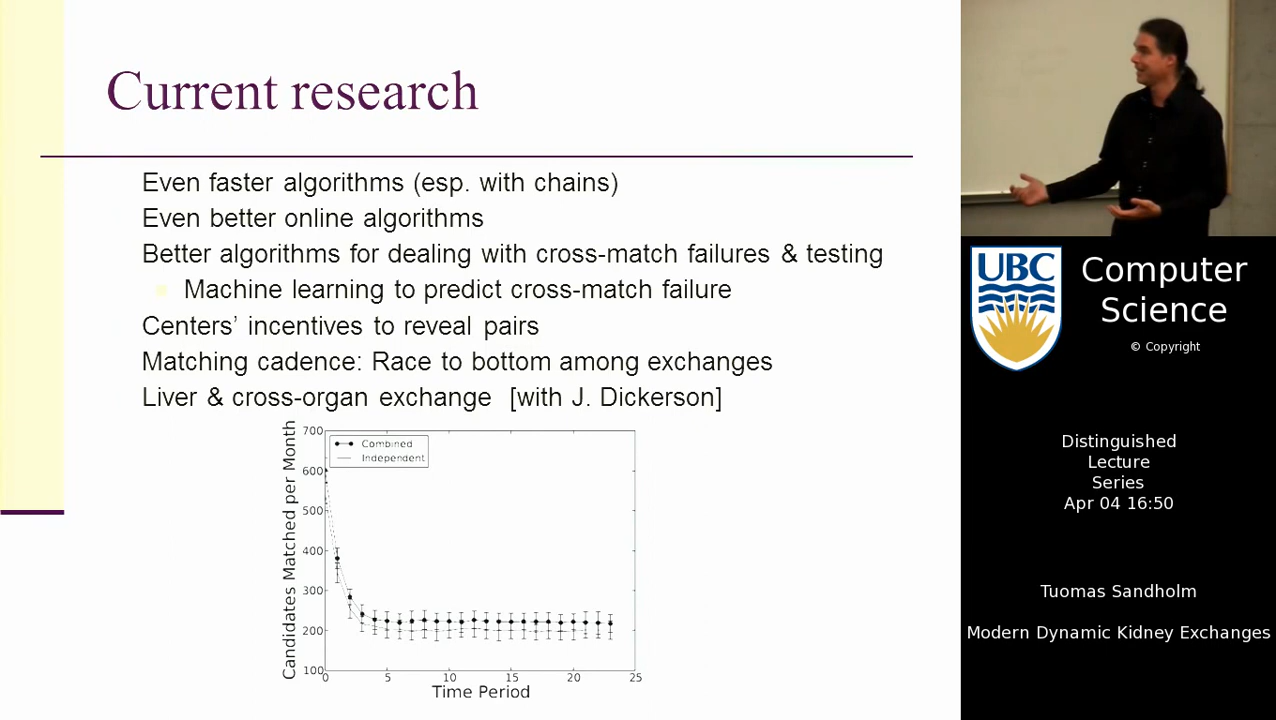 Current research
Even faster algorithms (esp. with chains)
Even better online algorithms
Better algorithms for dealing with cross-match failures & testing
Machine learning to predict cross-match failure
Centers’ incentives to reveal pairs
Matching cadence: Race to bottom among exchanges
Liver & cross-organ exchange [with J. Dickerson]
Candidates Matched per Month
700
600
500
400
300
200
100
Combined
Independent
0
5
10
15
20
25
Time Period
UBC
Computer
Science
© Copyright
Distinguished
Lecture
Series
Apr 04 16:50
Tuomas Sandholm
Modern Dynamic Kidney Exchanges